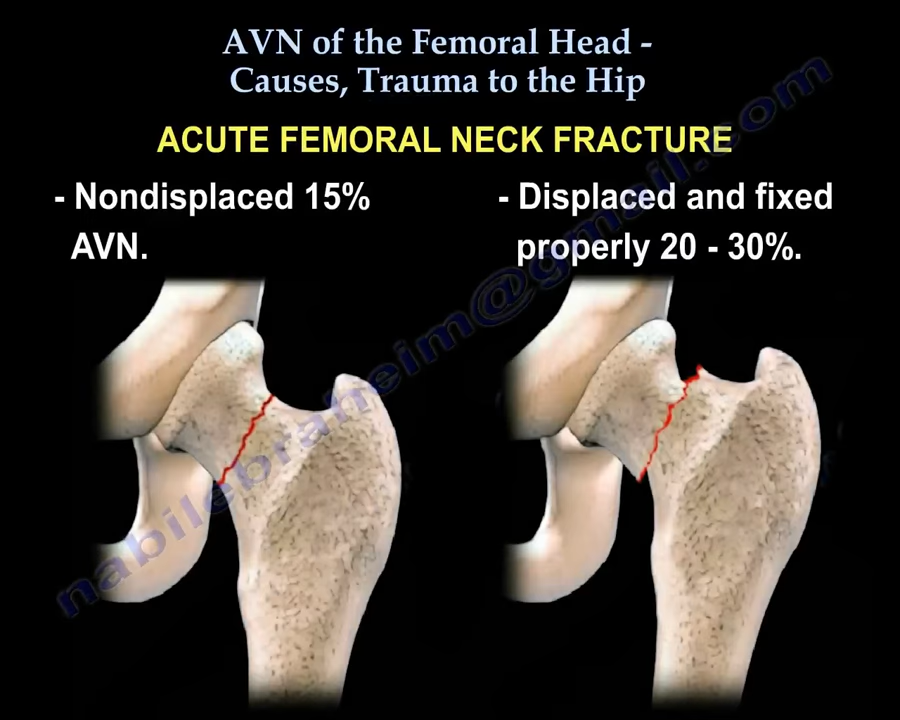 AVN of the Femoral Head -
Causes, Trauma to the Hip
ACUTE FEMORAL NECK FRACTURE
- Nondisplaced 15%
AVN.
- Displaced and fixed
properly 20 - 30%.
nabilebraheim@gmail.com